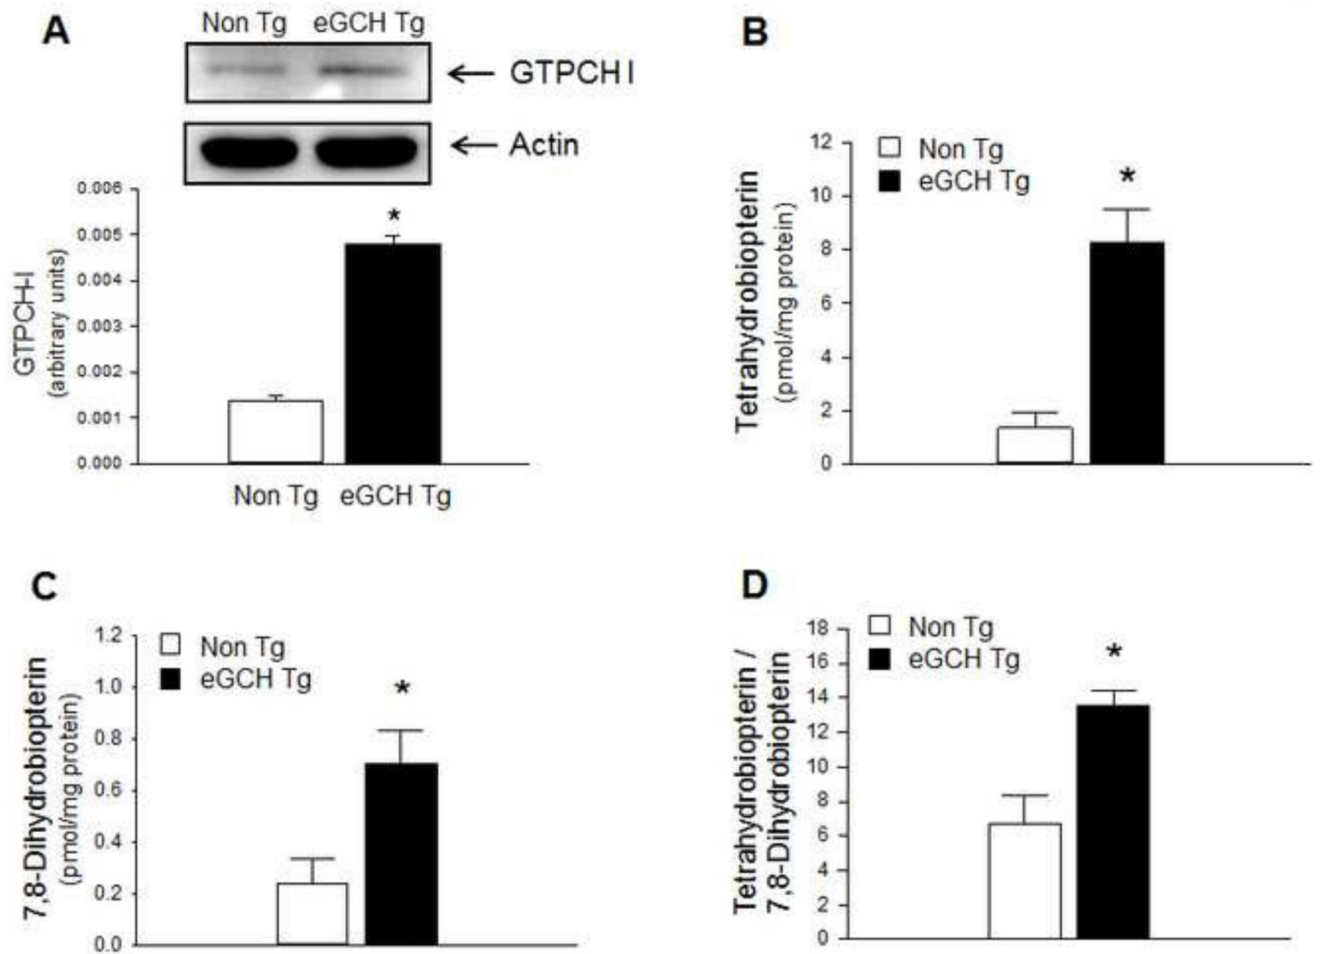 A
Non Tg eGCH Tg
GTPCH I
Actin
GTPCH-I
(arbitrary units)
0.006
0.005
0.004
0.003
0.002
0.001
0.000
*
Non Tg eGCH Tg
B
Tetrahydrobiopterin
(pmol/mg protein)
12
10
8
6
4
2
0
Non Tg
eGCH Tg
*
C
7,8-Dihydrobiopterin
(pmol/mg protein)
1.2
1.0
0.8
0.6
0.4
0.2
0.0
Non Tg
eGCH Tg
*
D
Tetrahydrobiopterin /
7,8-Dihydrobiopterin
18
16
14
12
10
8
6
4
2
0
Non Tg
eGCH Tg
*